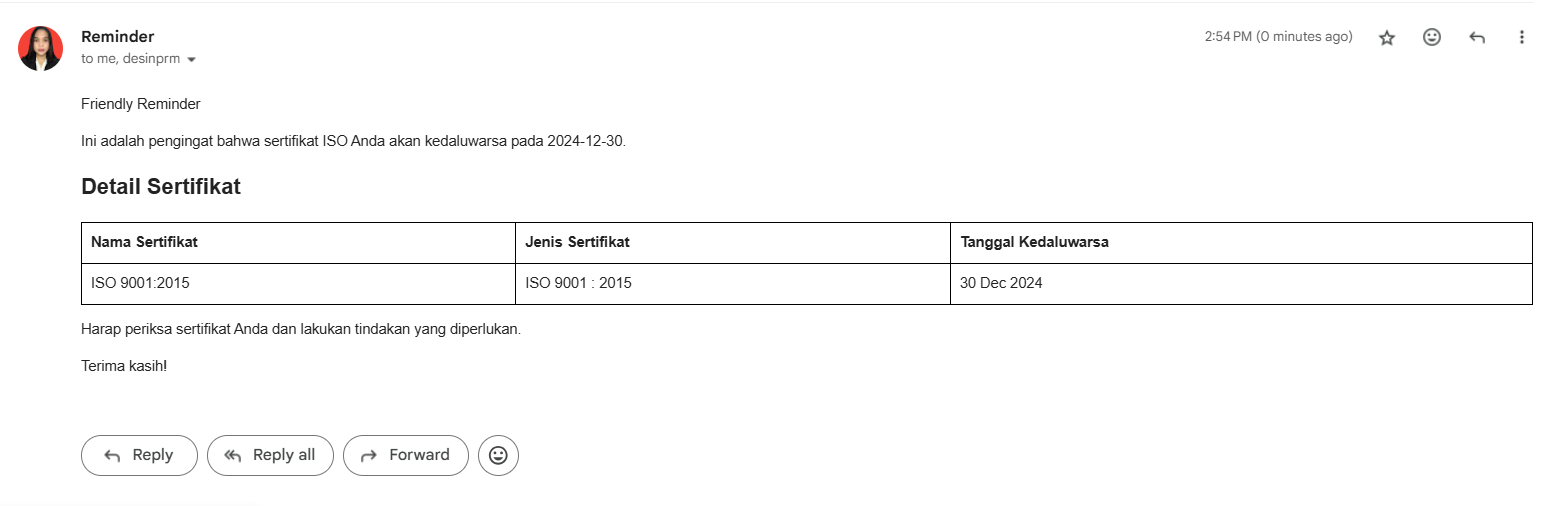 Reminder
2:54 PM (0 minutes ago)
to me, desinprm
Friendly Reminder
Ini adalah pengingat bahwa sertifikat ISO Anda akan kedaluwarsa pada 2024-12-30.
Detail Sertifikat
Nama Sertifikat Jenis Sertifikat Tanggal Kedaluwarsa
ISO 9001:2015 ISO 9001 : 2015 30 Dec 2024
Harap periksa sertifikat Anda dan lakukan tindakan yang diperlukan.
Terima kasih!
Reply Reply all Forward